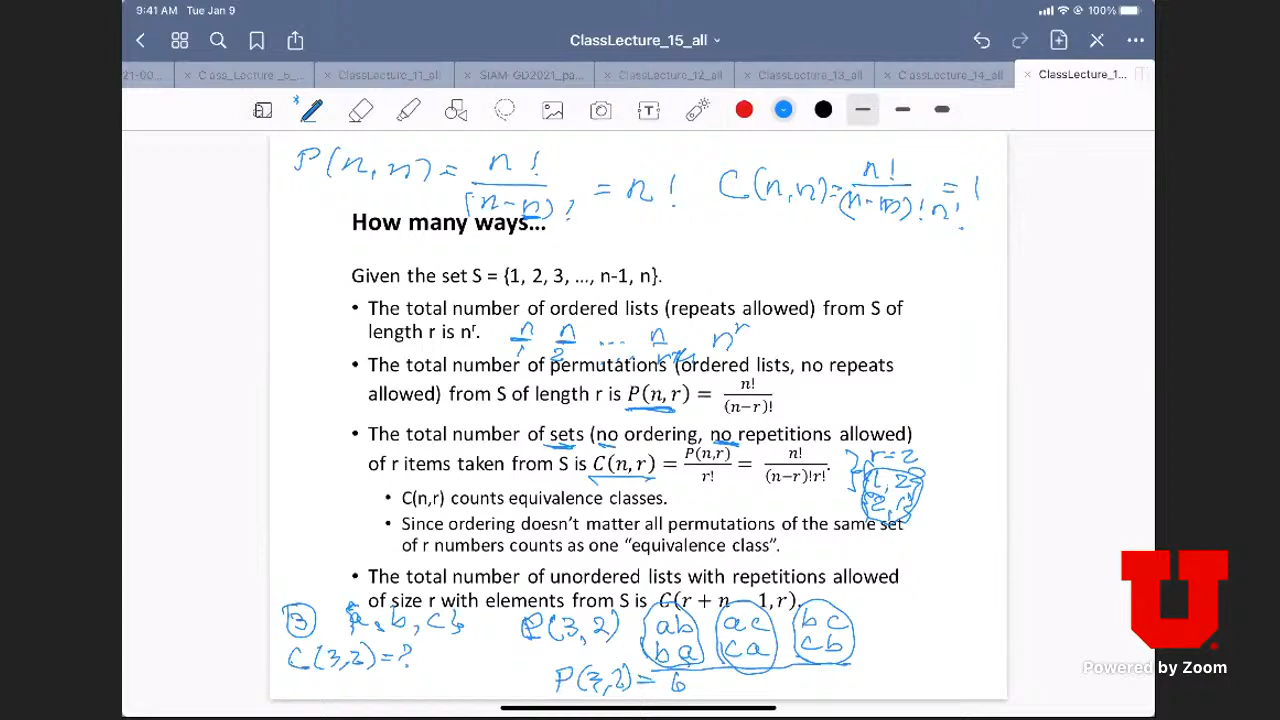 9:41 AM Tue Jan 9
100%
ClassLecture_15_all
ClassLecture_11_all
SIAM-GD2021_pa...
ClassLecture_12_all
ClassLecture_13_all
ClassLecture_14_all
ClassLecture_1...
P(n,n) = n!/(n-n)! = n!
C(n,n) = n!/(n-n)!n! = 1
How many ways...
Given the set S = {1, 2, 3, ..., n-1, n}.
• The total number of ordered lists (repeats allowed) from S of
length r is nʳ.
n/1 n/2 ... n nʳ
• The total number of permutations (ordered lists, no repeats
allowed) from S of length r is P(n, r) = n!/(n−r)!
• The total number of sets (no ordering, no repetitions allowed)
of r items taken from S is C(n, r) = P(n,r)/r! = n!/(n−r)!r!.
r=2
• C(n,r) counts equivalence classes.
• Since ordering doesn't matter all permutations of the same set
of r numbers counts as one "equivalence class".
• The total number of unordered lists with repetitions allowed
of size r with elements from S is C(r + n − 1, r).
3 {a, b, c} P(3,2) ab ac bc
C(3,2)=? ba ca cb
P(3,2)= 6
U
Powered by Zoom